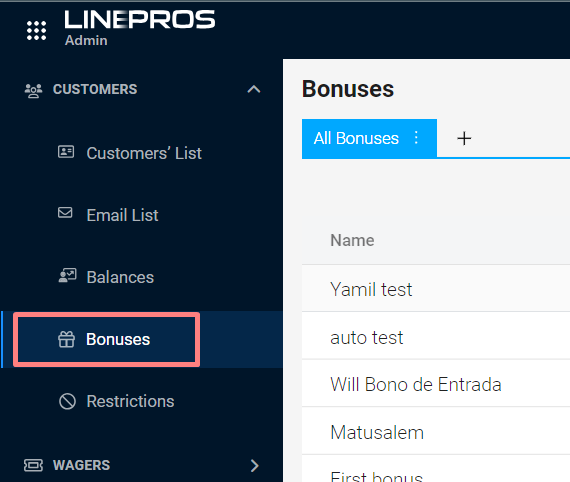 LINEPROS
Admin
CUSTOMERS
Customers’ List
Email List
Balances
Bonuses
Restrictions
WAGERS
Bonuses
All Bonuses
Name
Yamil test
auto test
Will Bono de Entrada
Matusalem
First bonus